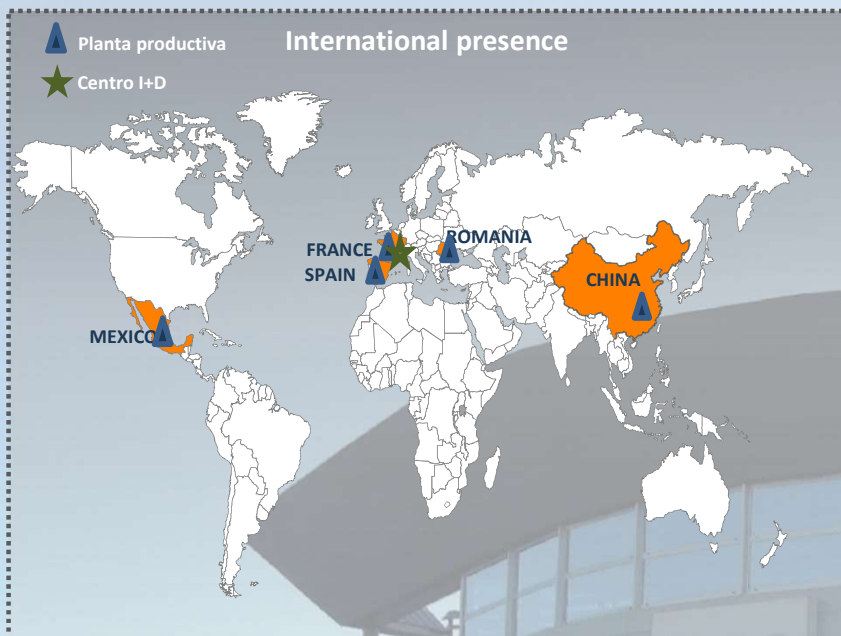 International presence
Planta productiva
Centro I+D
FRANCE
ROMANIA
SPAIN
CHINA
MEXICO